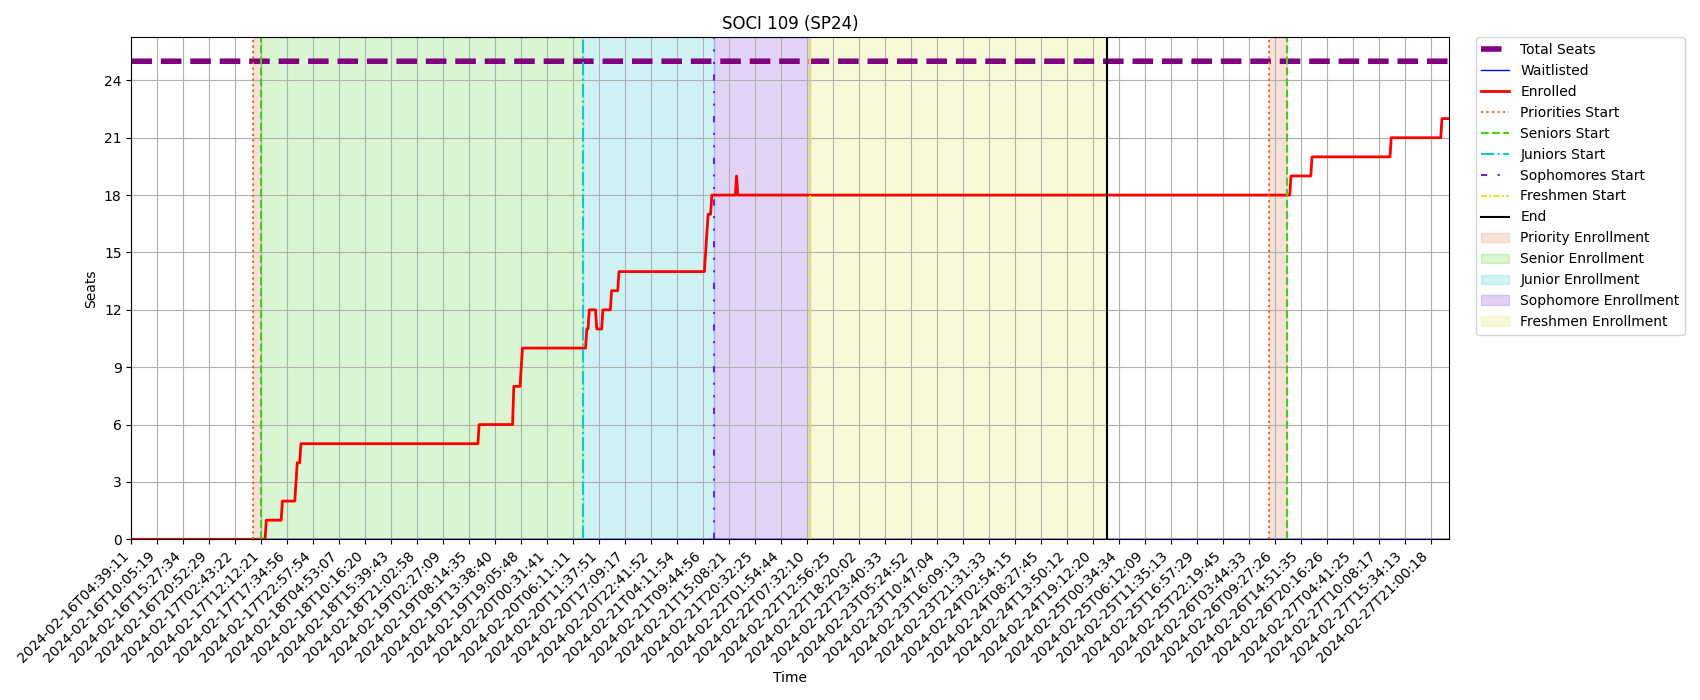 SOCI 109 (SP24)
Total Seats
Waitlisted
Enrolled
Priorities Start
Seniors Start
Juniors Start
Sophomores Start
Freshmen Start
End
Priority Enrollment
Senior Enrollment
Junior Enrollment
Sophomore Enrollment
Freshmen Enrollment
Seats
24
21
18
15
12
9
6
3
0
2024-02-16T04:39:11
2024-02-16T10:05:19
2024-02-16T15:27:34
2024-02-16T20:52:29
2024-02-17T02:43:22
2024-02-17T12:12:21
2024-02-17T17:34:56
2024-02-17T22:57:54
2024-02-18T04:53:07
2024-02-18T10:16:20
2024-02-18T15:39:43
2024-02-18T21:02:58
2024-02-19T02:27:09
2024-02-19T08:14:35
2024-02-19T13:38:40
2024-02-19T19:05:48
2024-02-20T00:31:41
2024-02-20T06:11:11
2024-02-20T11:37:51
2024-02-20T17:09:17
2024-02-20T22:41:52
2024-02-21T04:11:54
2024-02-21T09:44:56
2024-02-21T15:08:21
2024-02-21T20:32:25
2024-02-22T01:54:44
2024-02-22T07:32:10
2024-02-22T12:56:25
2024-02-22T18:20:02
2024-02-22T23:40:33
2024-02-23T05:24:52
2024-02-23T10:47:04
2024-02-23T16:09:13
2024-02-23T21:31:33
2024-02-24T02:54:15
2024-02-24T08:27:45
2024-02-24T13:50:12
2024-02-24T19:12:20
2024-02-25T00:34:34
2024-02-25T06:12:09
2024-02-25T11:35:13
2024-02-25T16:57:29
2024-02-25T22:19:45
2024-02-26T03:44:33
2024-02-26T09:27:26
2024-02-26T14:51:35
2024-02-26T20:16:26
2024-02-27T04:41:25
2024-02-27T10:08:17
2024-02-27T15:34:13
2024-02-27T21:00:18
Time